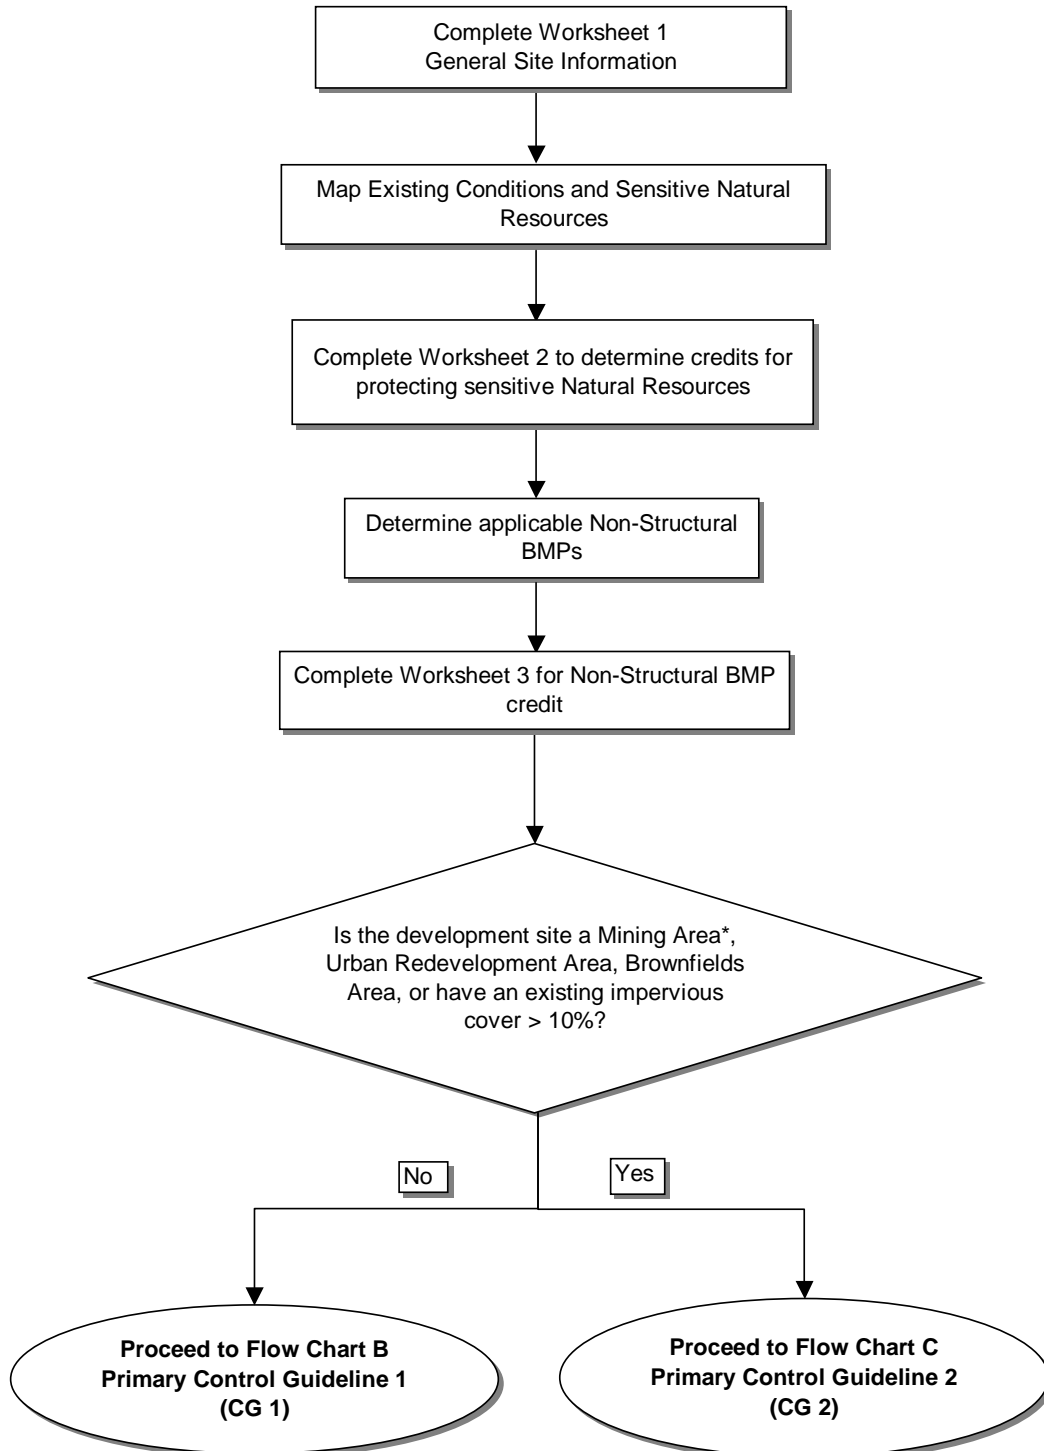 Complete Worksheet 1
General Site Information
Map Existing Conditions and Sensitive Natural
Resources
Complete Worksheet 2 to determine credits for
protecting sensitive Natural Resources
Determine applicable Non-Structural
BMPs
Complete Worksheet 3 for Non-Structural BMP
credit
Is the development site a Mining Area*,
Urban Redevelopment Area, Brownfields
Area, or have an existing impervious
cover > 10%?
No
Yes
Proceed to Flow Chart B
Primary Control Guideline 1
(CG 1)
Proceed to Flow Chart C
Primary Control Guideline 2
(CG 2)